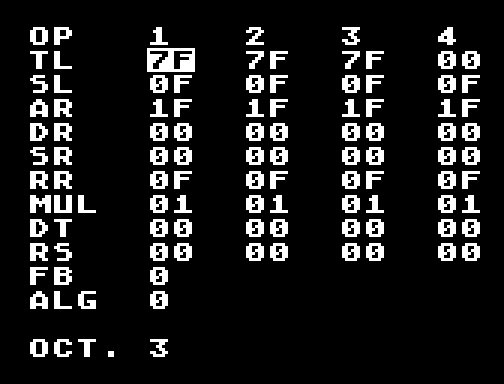 OP 1 2 3 4
TL 7F 7F 7F 00
SL 0F 0F 0F 0F
AR 1F 1F 1F 1F
DR 00 00 00 00
SR 00 00 00 00
RR 0F 0F 0F 0F
MUL 01 01 01 01
DT 00 00 00 00
RS 00 00 00 00
FB 0
ALG 0
OCT. 3